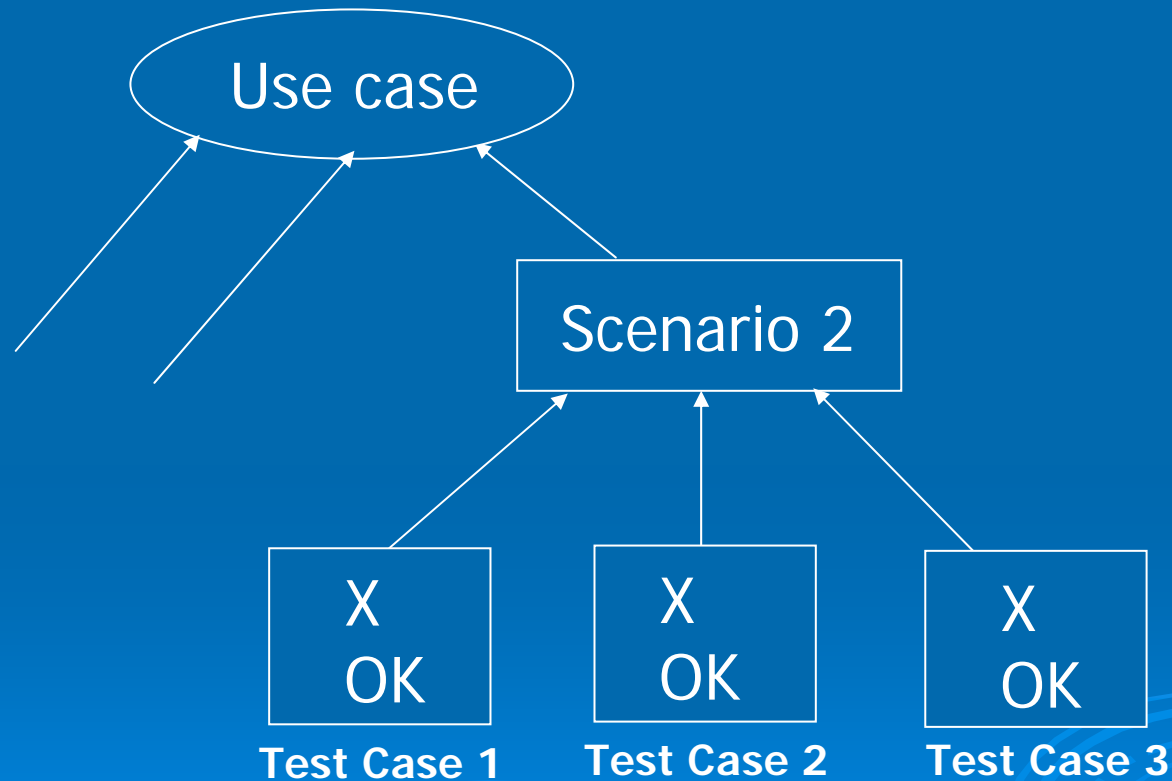 Use case
Scenario 2
X
OK
X
OK
X
OK
Test Case 1
Test Case 2
Test Case 3